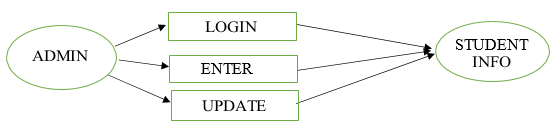 ADMIN
LOGIN
ENTER
UPDATE
STUDENT
INFO